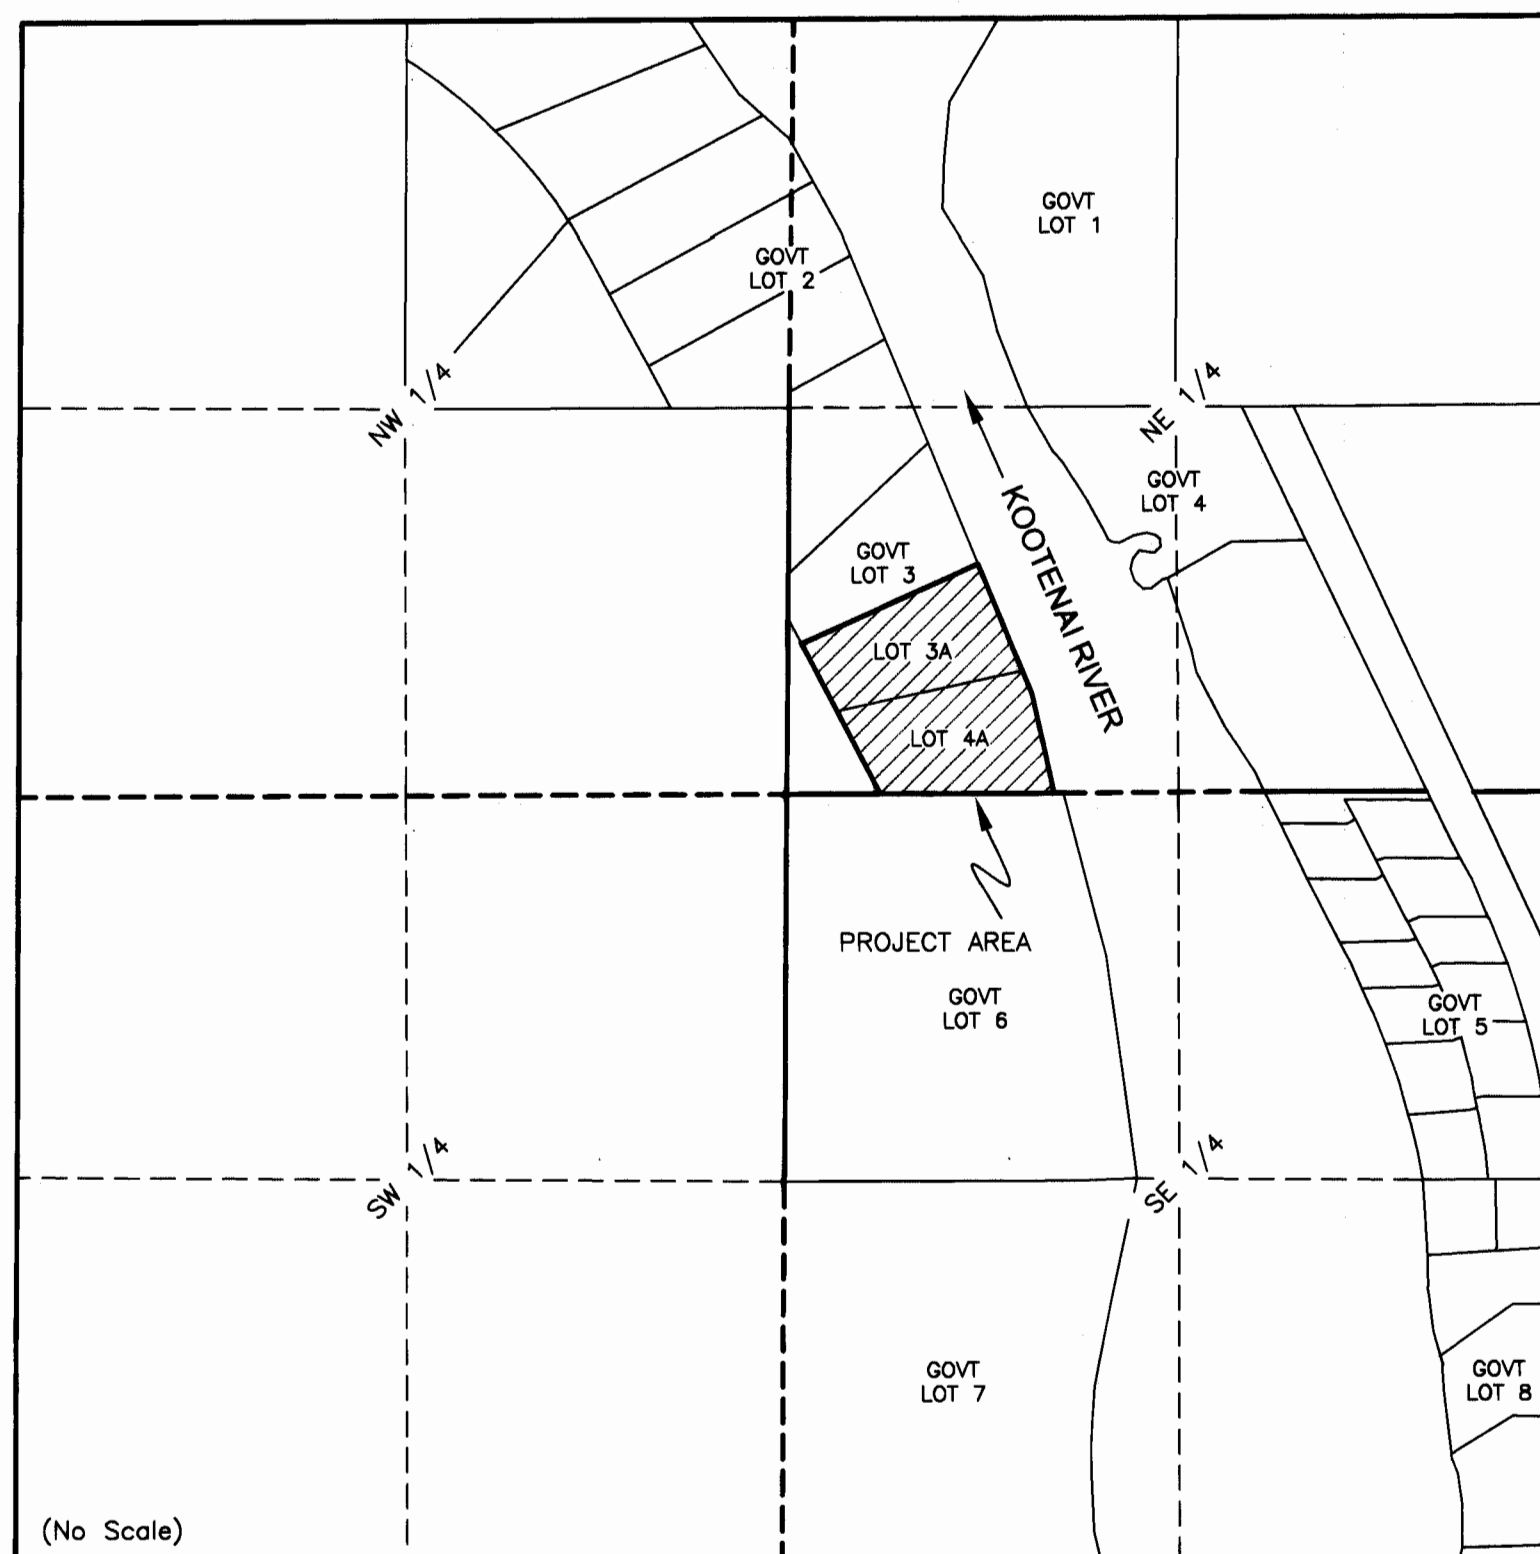 GOVT
LOT 1
GOVT
LOT 2
NW 1/4
NE 1/4
GOVT
LOT 4
KOOTENAI RIVER
GOVT
LOT 3
LOT 3A
LOT 4A
PROJECT AREA
GOVT
LOT 6
GOVT
LOT 5
SW 1/4
SE 1/4
GOVT
LOT 7
GOVT
LOT 8
(No Scale)